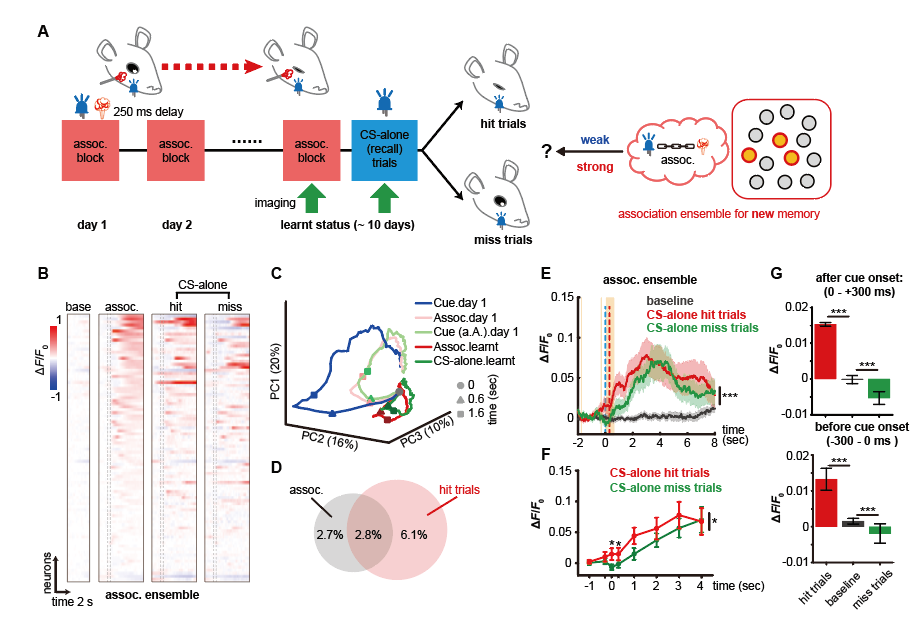 A
250 ms delay
assoc. block
assoc. block
......
assoc. block
CS-alone (recall) trials
imaging
day 1
day 2
learnt status (~ 10 days)
hit trials
miss trials
?
weak
strong
assoc.
association ensemble for new memory
B
CS-alone
base
assoc.
hit
miss
1
ΔF/F0
-1
neurons
time 2 s
assoc. ensemble
C
Cue.day 1
Assoc.day 1
Cue (a.A.).day 1
Assoc.learnt
CS-alone.learnt
0
0.6
1.6
time (sec)
PC1 (20%)
PC2 (16%)
PC3 (10%)
D
assoc.
hit trials
2.7%
2.8%
6.1%
E
assoc. ensemble
baseline
CS-alone hit trials
CS-alone miss trials
0.15
0.1
0.05
0
ΔF/F0
-2
0
2
4
6
8
time (sec)
***
F
CS-alone hit trials
CS-alone miss trials
0.15
0.1
0.05
0
ΔF/F0
*
*
*
-1
0
1
2
3
4
time (sec)
G
after cue onset:
(0 - +300 ms)
0.02
0.01
0
-0.01
ΔF/F0
***
***
before cue onset
(-300 - 0 ms )
0.02
0.01
0
-0.01
ΔF/F0
***
***
hit trials
baseline
miss trials